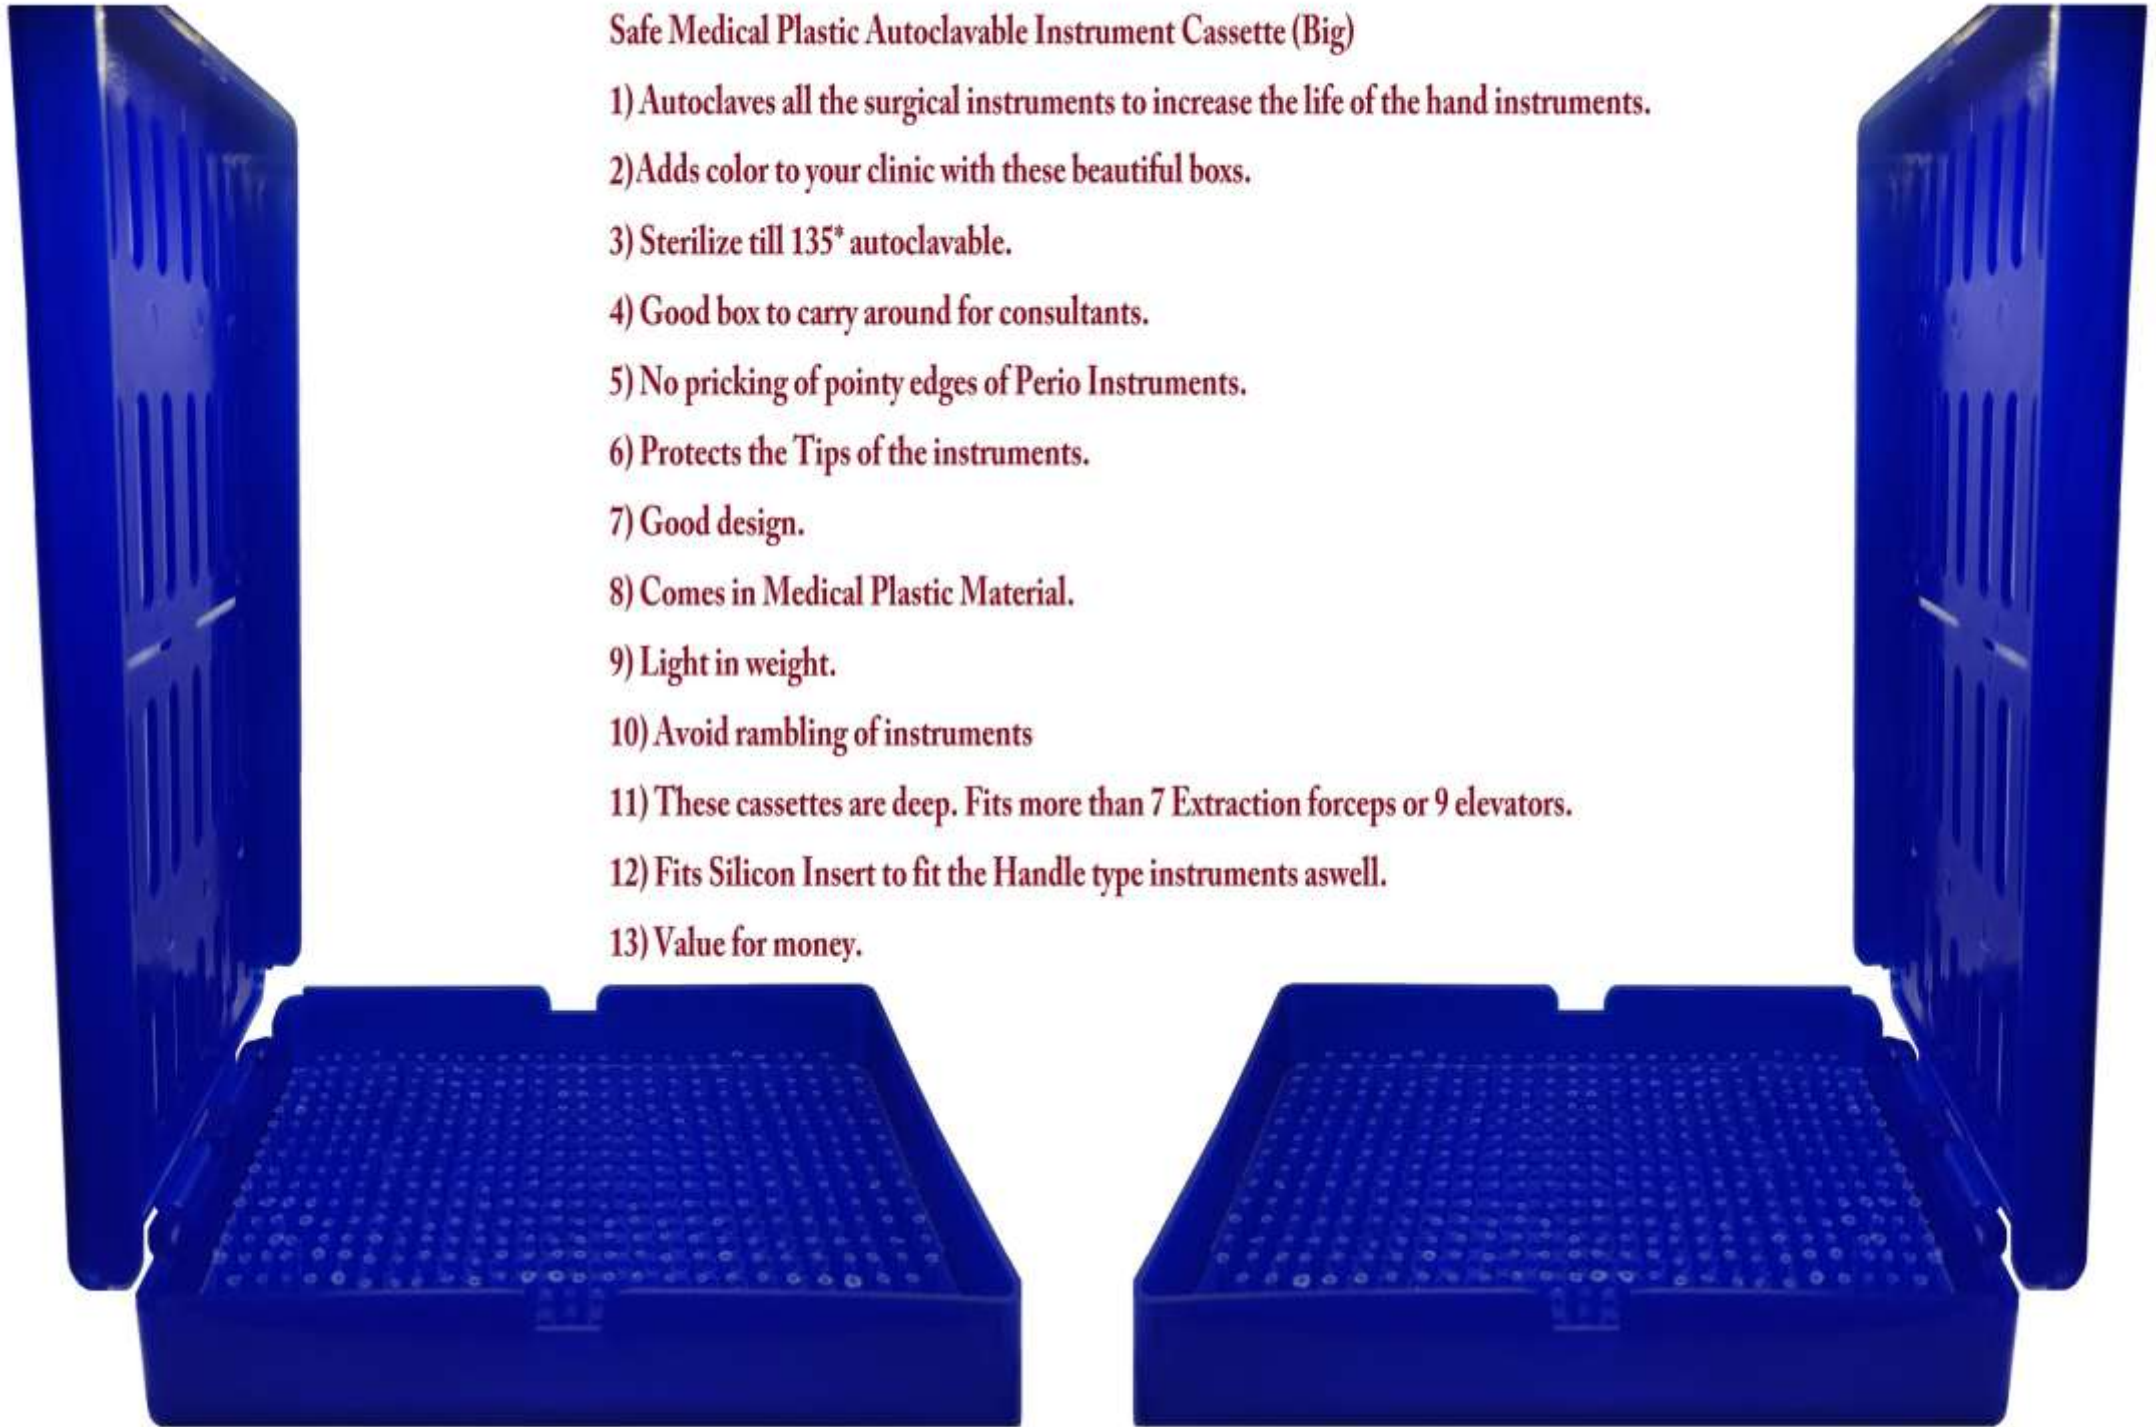 Safe Medical Plastic Autoclavable Instrument Cassette (Big)
1) Autoclaves all the surgical instruments to increase the life of the hand instruments.
2) Adds color to your clinic with these beautiful boxs.
3) Sterilize till 135* autoclavable.
4) Good box to carry around for consultants.
5) No pricking of pointy edges of Perio Instruments.
6) Protects the Tips of the instruments.
7) Good design.
8) Comes in Medical Plastic Material.
9) Light in weight.
10) Avoid rambling of instruments
11) These cassettes are deep. Fits more than 7 Extraction forceps or 9 elevators.
12) Fits Silicon Insert to fit the Handle type instruments aswell.
13) Value for money.